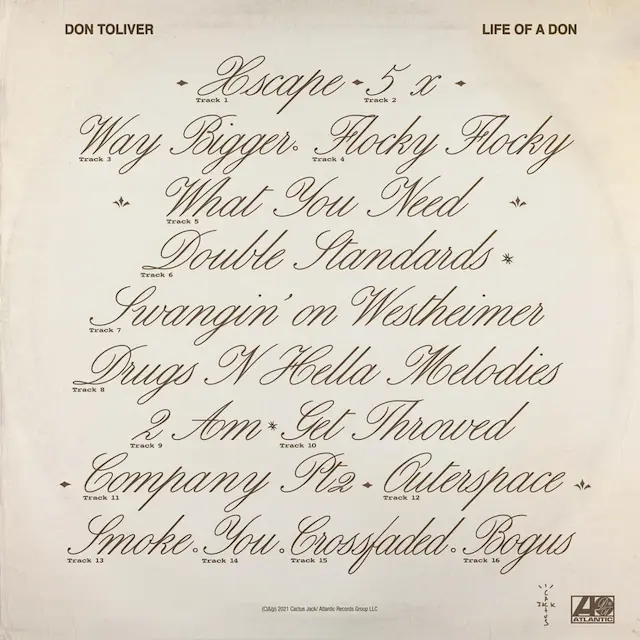 DON TOLIVER LIFE OF A DON
Xscape 5 x
Track 1 Track 2
Way Bigger Flocky Flocky
Track 3 Track 4
What You Need
Track 5
Double Standards
Track 6
Swangin' on Westheimer
Track 7
Drugs N Hella Melodies
Track 8
2 Am Get Throwed
Track 9 Track 10
Company Pt2 Outerspace
Track 11 Track 12
Smoke You Crossfaded Bogus
Track 13 Track 14 Track 15 Track 16
(C)&(p) 2021 Cactus Jack/ Atlantic Records Group LLC
CACTUS JACK
ATLANTIC